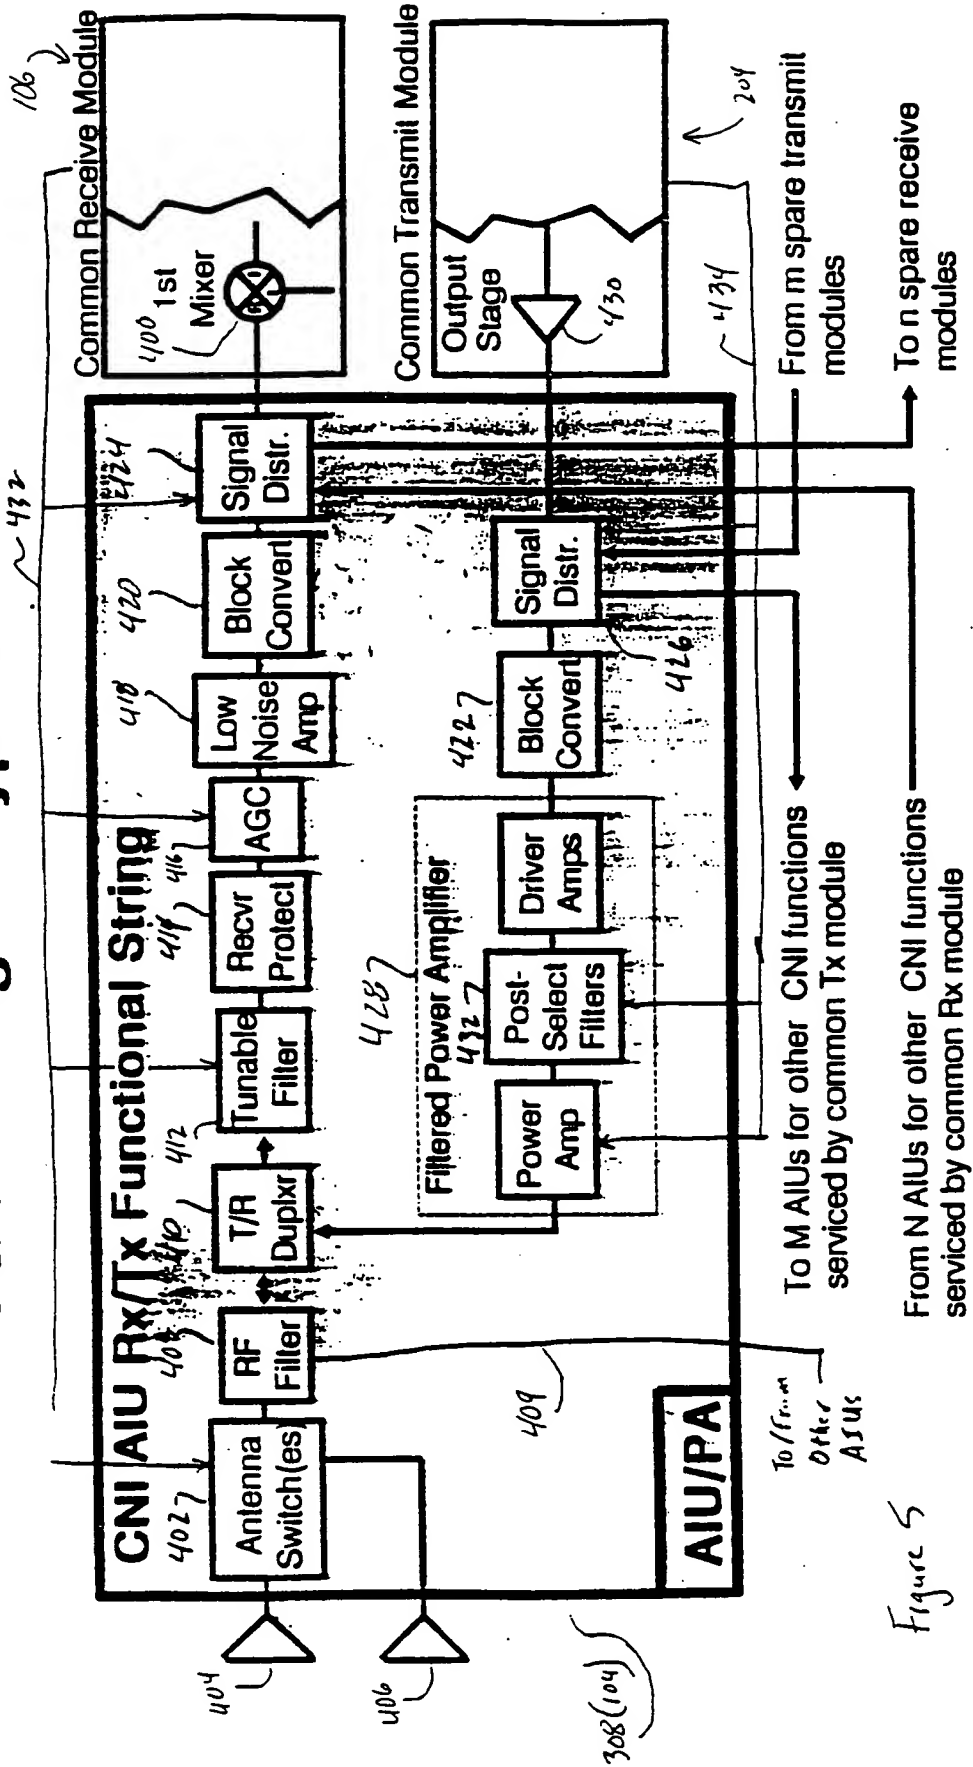 432
106
Common Receive Module
400
1st
Mixer
Common Transmit Module
Output
Stage
430
204
434
CNI AIU Rx/Tx Functional String
402
Antenna
Switch(es)
RF
Filter
410
T/R
Duplxr
412
Tunable
Filter
414
Recvr
Protect
416
AGC
418
Low
Noise
Amp
420
Block
Convert
424
Signal
Distr.
404
406
409
428
Filtered Power Amplifier
Power
Amp
432
Post-
Select
Filters
Driver
Amps
422
Block
Convert
426
Signal
Distr.
AIU/PA
308(104)
To/From
Other
AIUs
To M AIUs for other CNI functions
serviced by common Tx module
From m spare transmit
modules
From N AIUs for other CNI functions
serviced by common Rx module
To n spare receive
modules
Figure 5